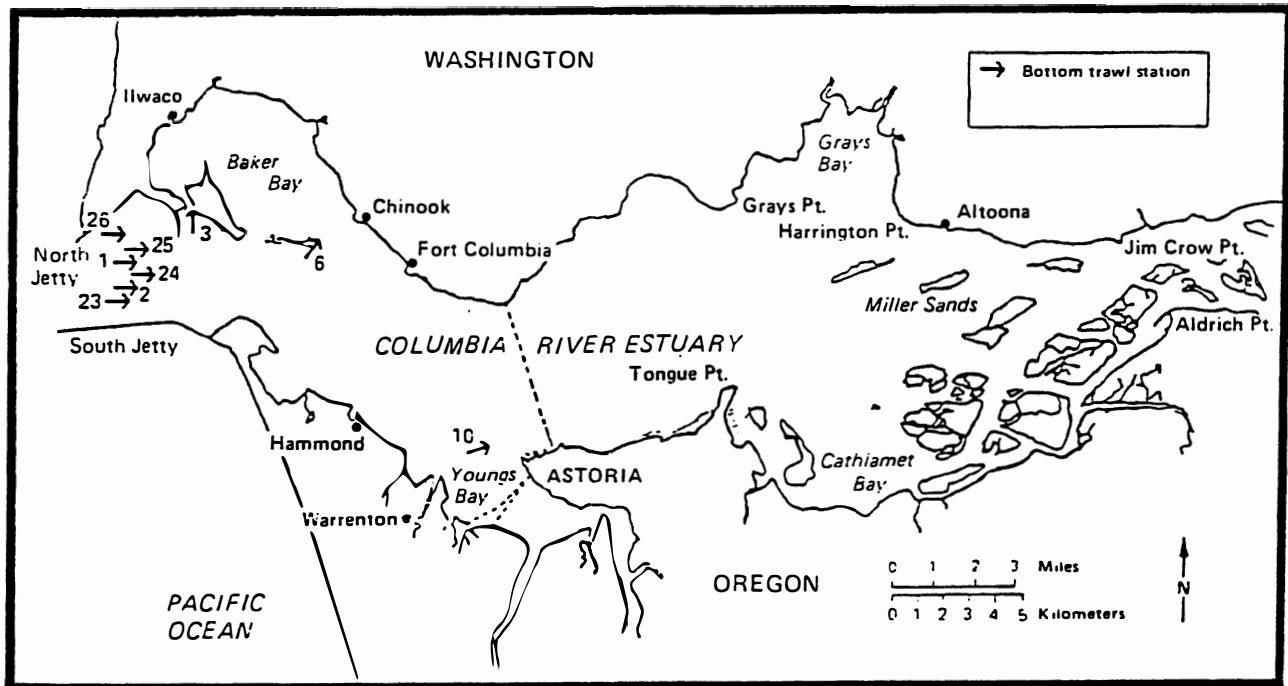 WASHINGTON
Bottom trawl station
Ilwaco
Baker
Bay
Grays
Bay
Chinook
Grays Pt.
Altoona
Harrington Pt.
26
3
25
North
Jetty
1
24
6
Fort Columbia
Jim Crow Pt.
23
2
Miller Sands
Aldrich Pt.
South Jetty
COLUMBIA RIVER ESTUARY
Tongue Pt.
Hammond
10
Youngs
Bay
ASTORIA
Cathiamet
Bay
Warrenton
OREGON
0 1 2 3 Miles
0 1 2 3 4 5 Kilometers
N
PACIFIC
OCEAN